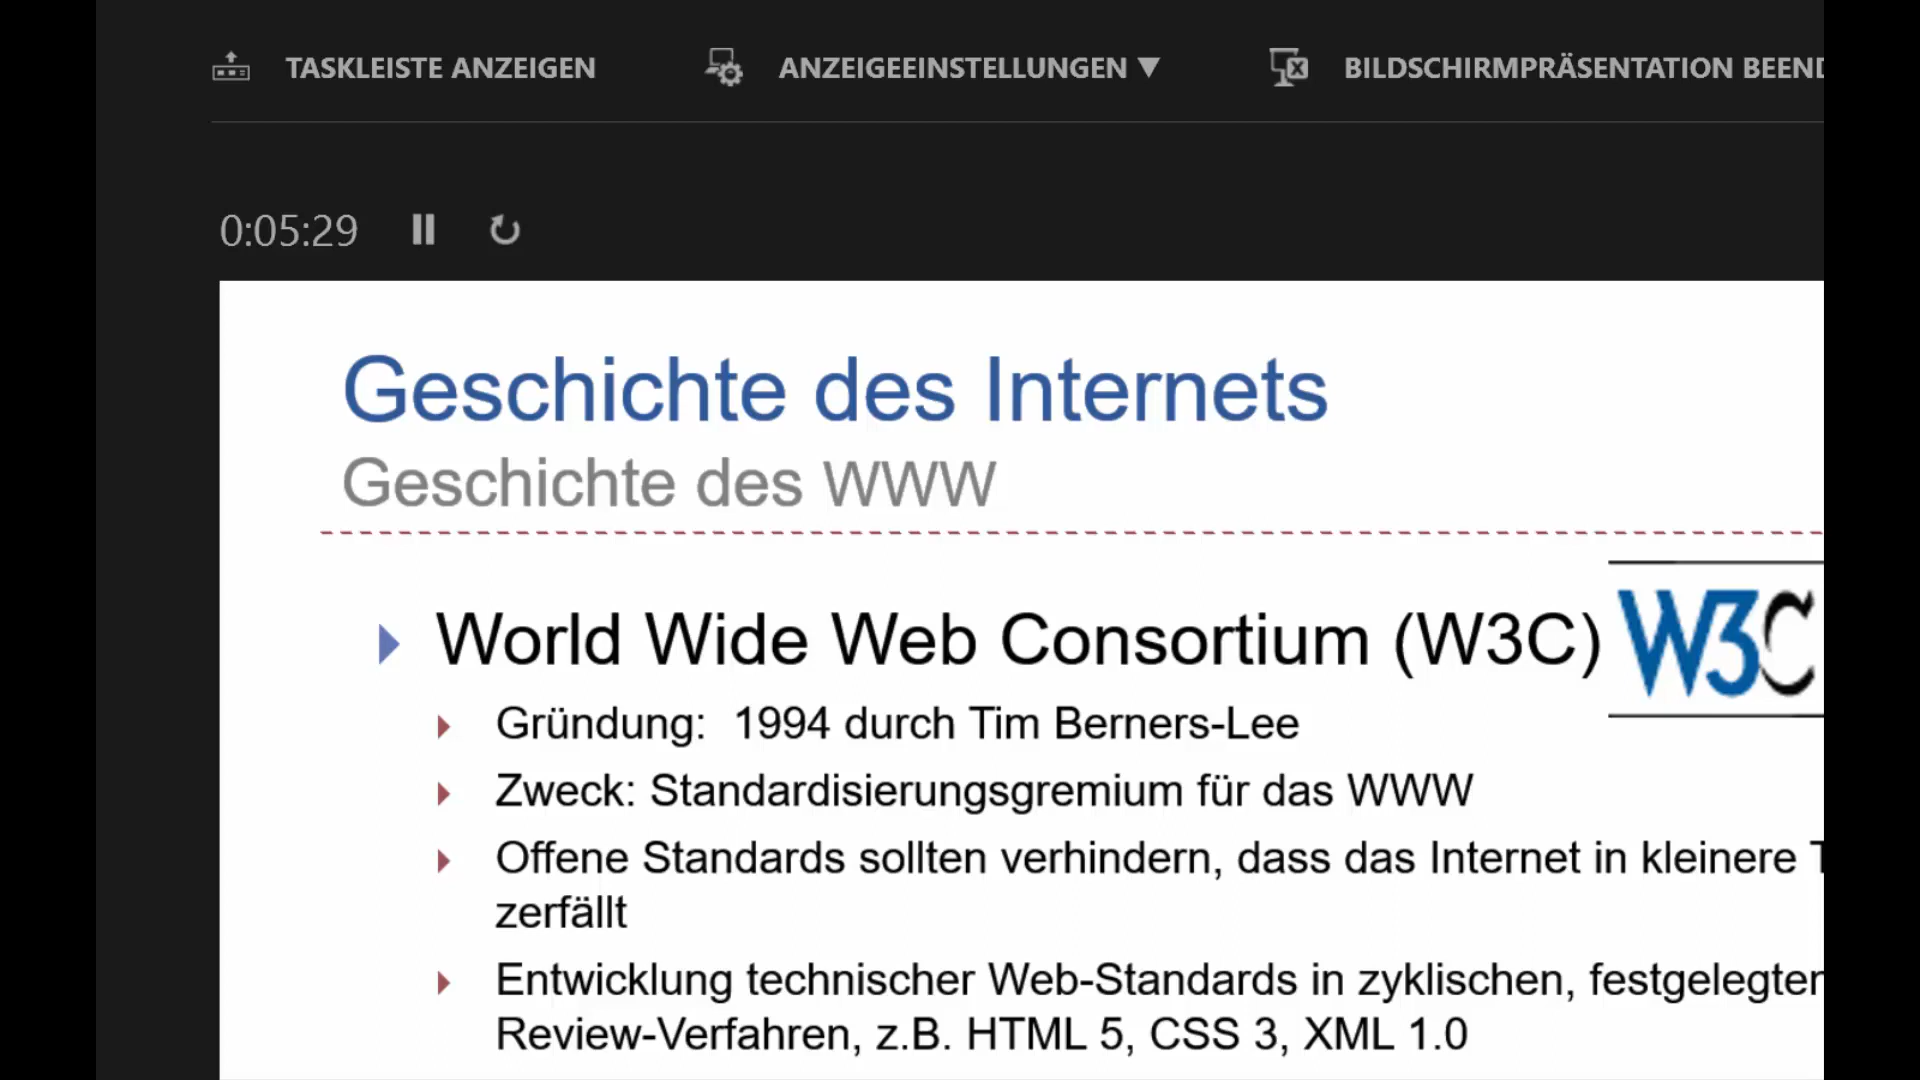 TASKLEISTE ANZEIGEN ANZEIGEEINSTELLUNGEN ▼ BILDSCHIRMPRÄSENTATION
0:05:29
Geschichte des Internets
Geschichte des WWW
World Wide Web Consortium (W3C) W3C
Gründung: 1994 durch Tim Berners-Lee
Zweck: Standardisierungsgremium für das WWW
Offene Standards sollten verhindern, dass das Internet in kleinere
zerfällt
Entwicklung technischer Web-Standards in zyklischen,
Review-Verfahren, z.B. HTML 5, CSS 3, XML 1.0